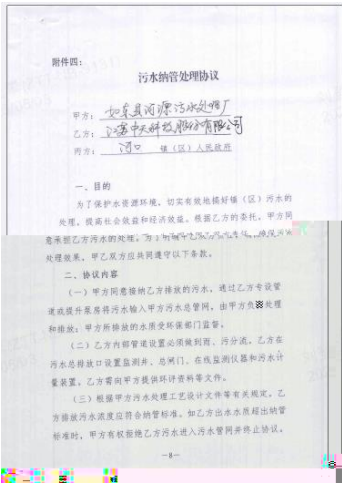 附件四：
污水纳管处理协议
甲方：如东县河源污水处理厂
乙方：江苏中天科技股份有限公司
丙方：河口 镇（区）人民政府
一、目的
为了保护水资源环境，切实有效地搞好镇（区）污水的
处理，提高社会效益和经济效益。根据乙方的委托，甲方同
意承担乙方污水的处理。为了明确
处理效果，甲乙双方应共同遵守以下条款。
二、协议内容
（一）甲方同意接纳乙方排放的污水，通过乙方专设管
道或提升泵房将污水输入甲方污水总管网，由甲方负 处理
和排放；甲方所排放的水质受环保部门监督。
（二）乙方内部管道设置必须做到雨、污分流。乙方在
污水总排放口设置监测井、总闸门、在线监测仪器和污水计
量装置。乙方需向甲方提供环评资料等文件。
（三）根据甲方污水处理工艺设计文件等有关规定，乙
方排放污水浓度应符合纳管标准。如乙方出水水质超出纳管
标准时，甲方有权拒绝乙方污水进入污水管网并终止协议。
—8—